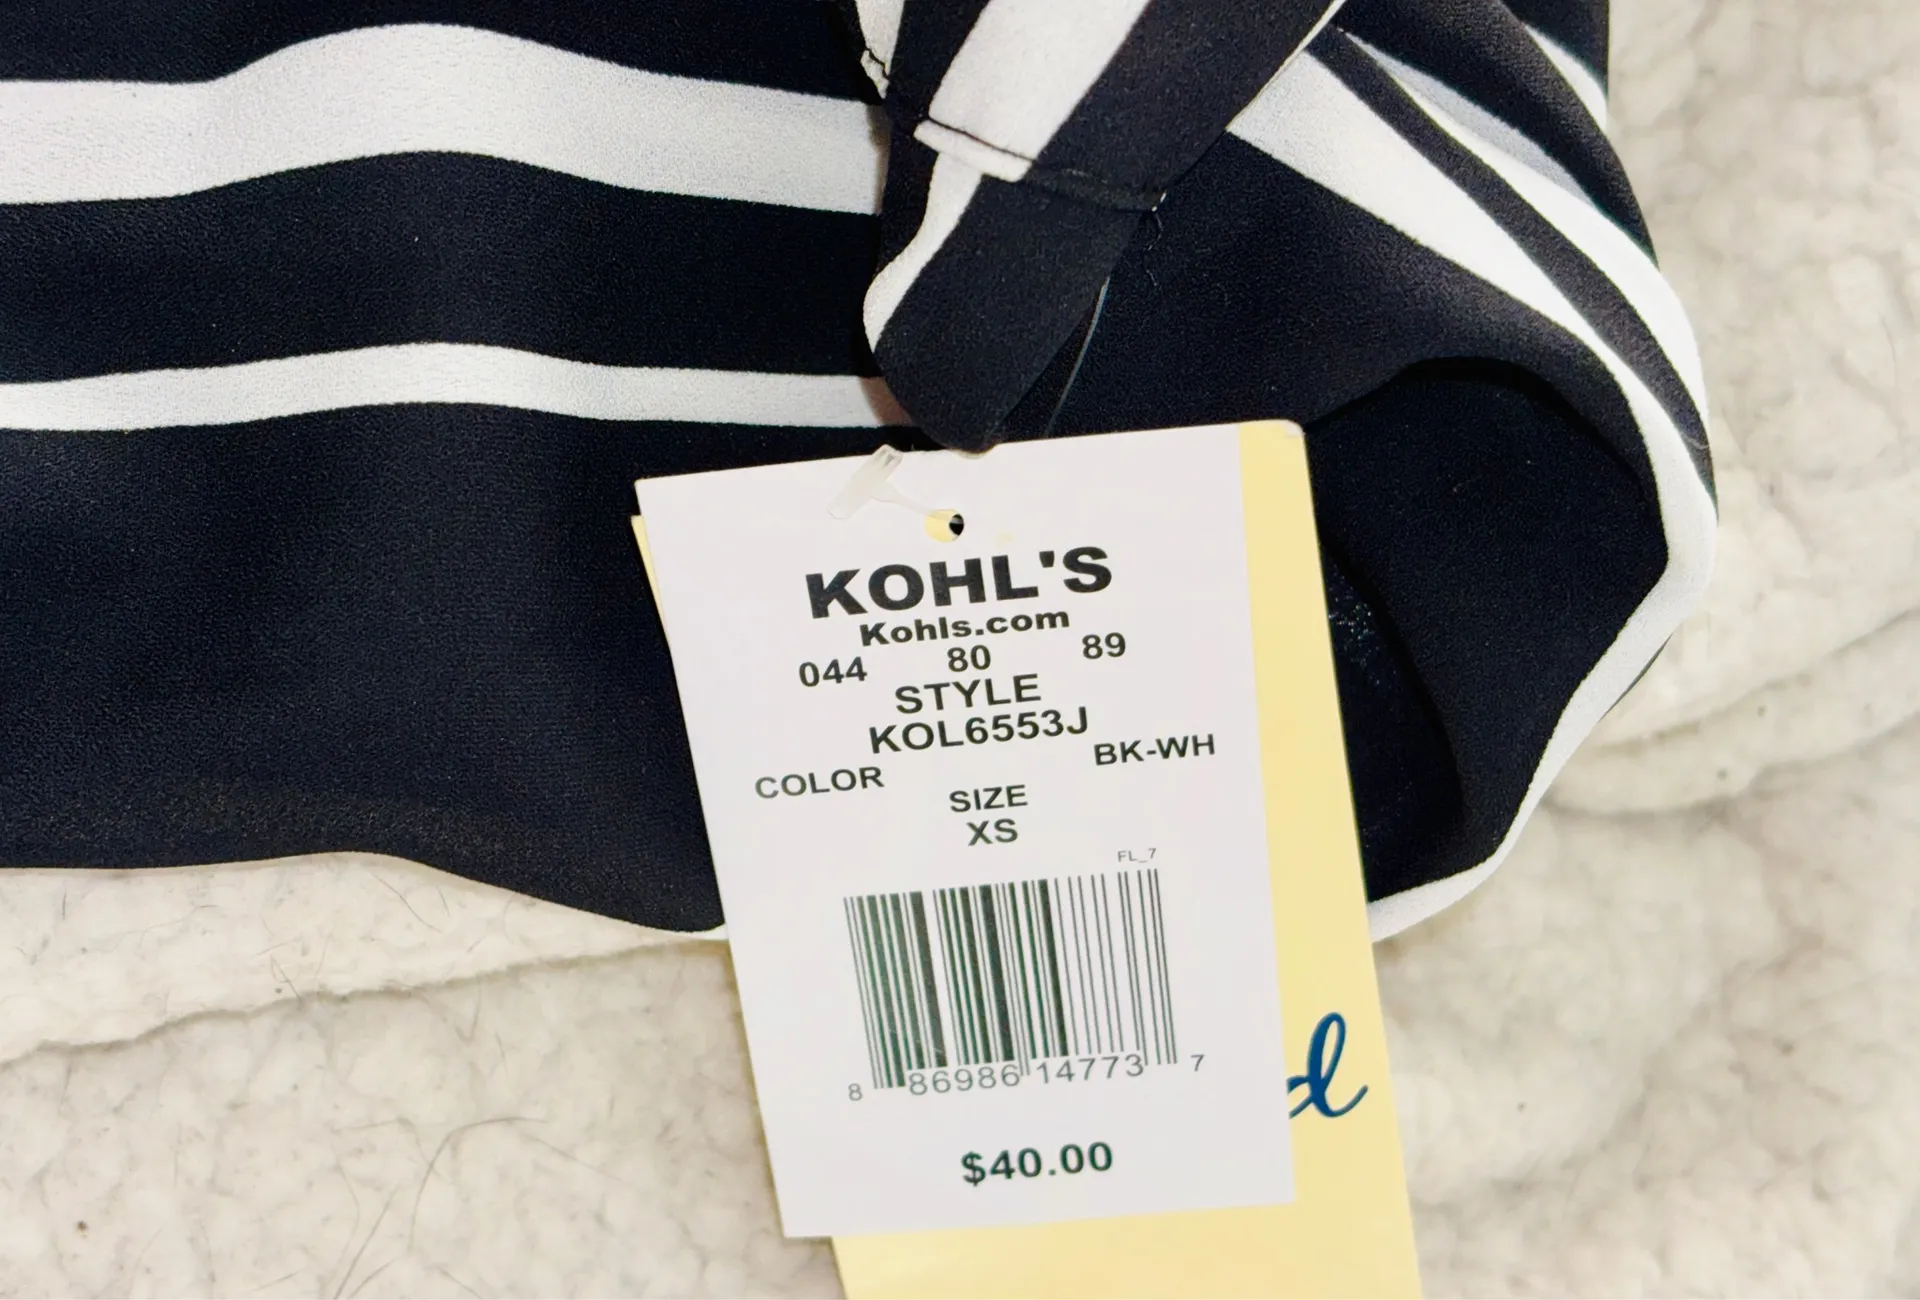 KOHL'S
Kohls.com
044 80 89
STYLE
KOL6553J
COLOR BK-WH
SIZE
XS
FL_7
8 86986 14773 7
$40.00